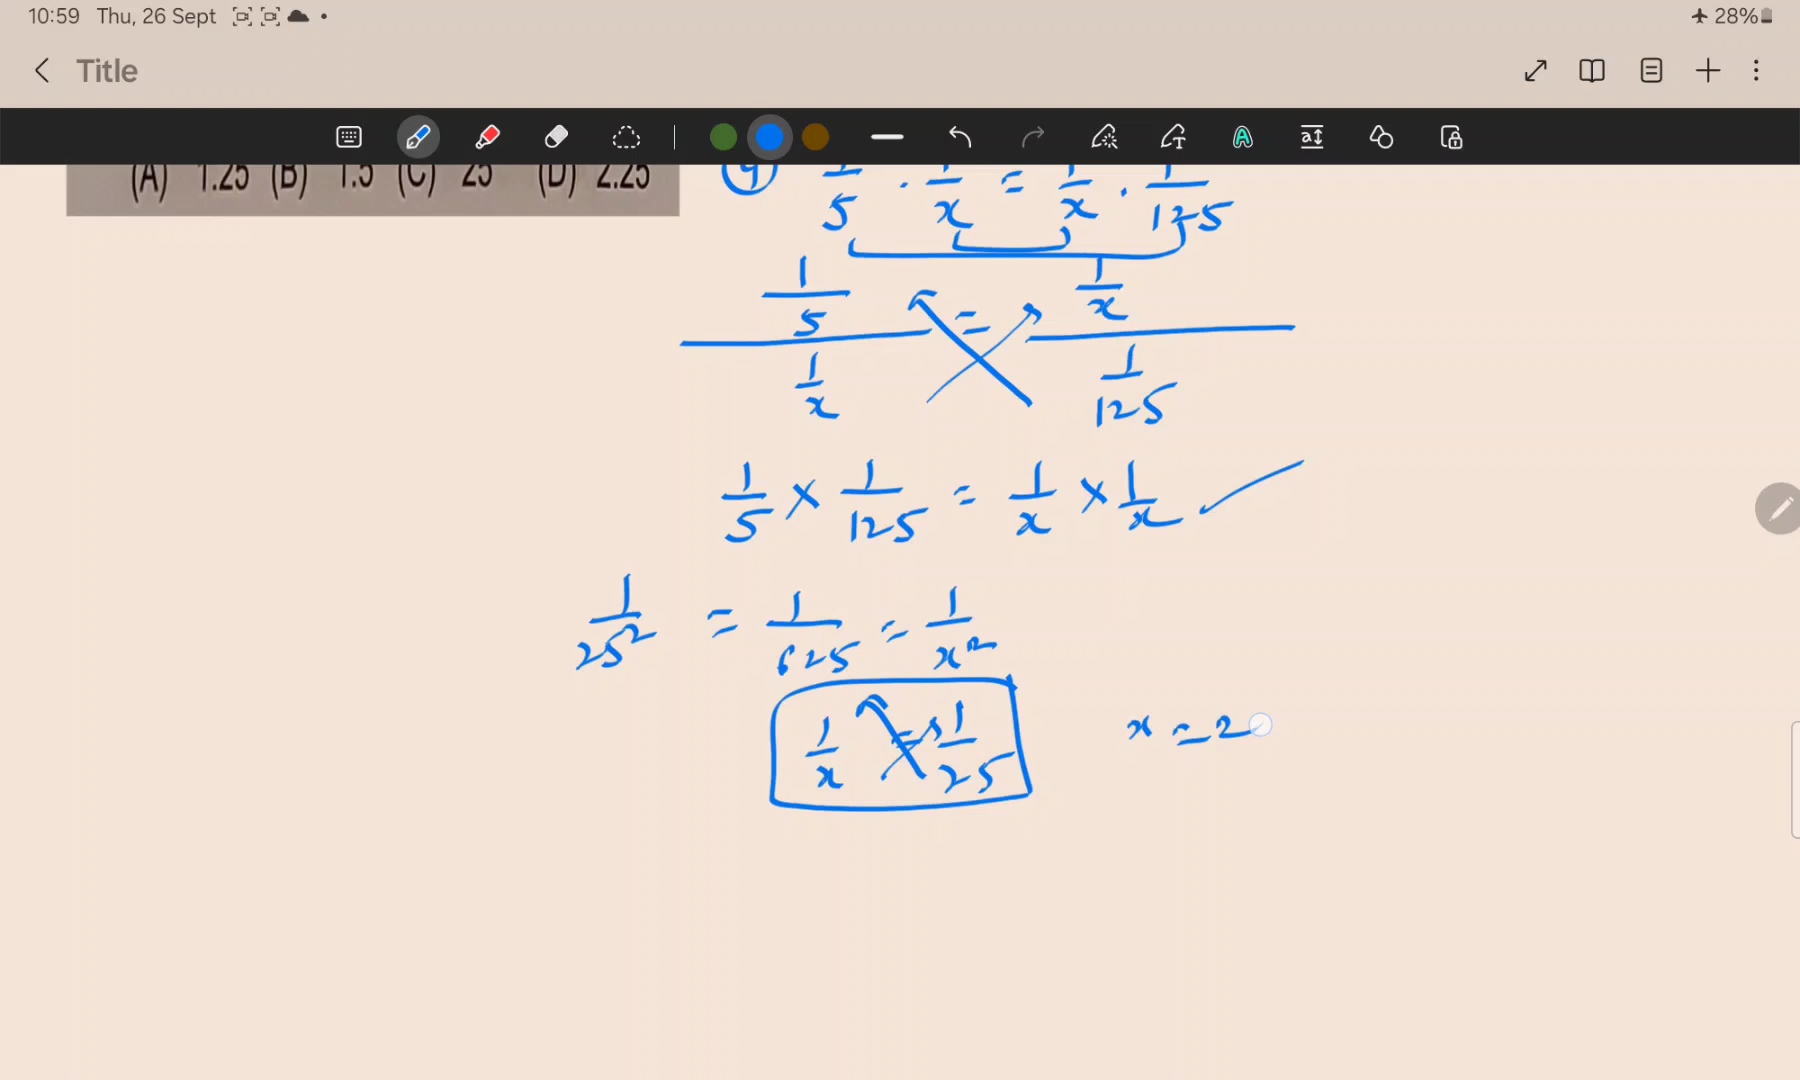 10:59 Thu, 26 Sept 28%
Title
(A) 1.25 (B) 1.5 (C) 25 (D) 2.25
④ 1/5 . 1/x = 1/x . 1/125
1/5 / 1/x = 1/x / 1/125
1/5 × 1/125 = 1/x × 1/x
1/25² = 1/625 = 1/x²
1/x = 1/25 x = 2